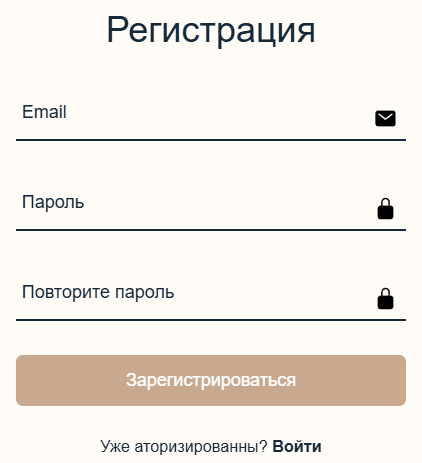 Регистрация
Email
Пароль
Повторите пароль
Зарегистрироваться
Уже аторизированны? Войти